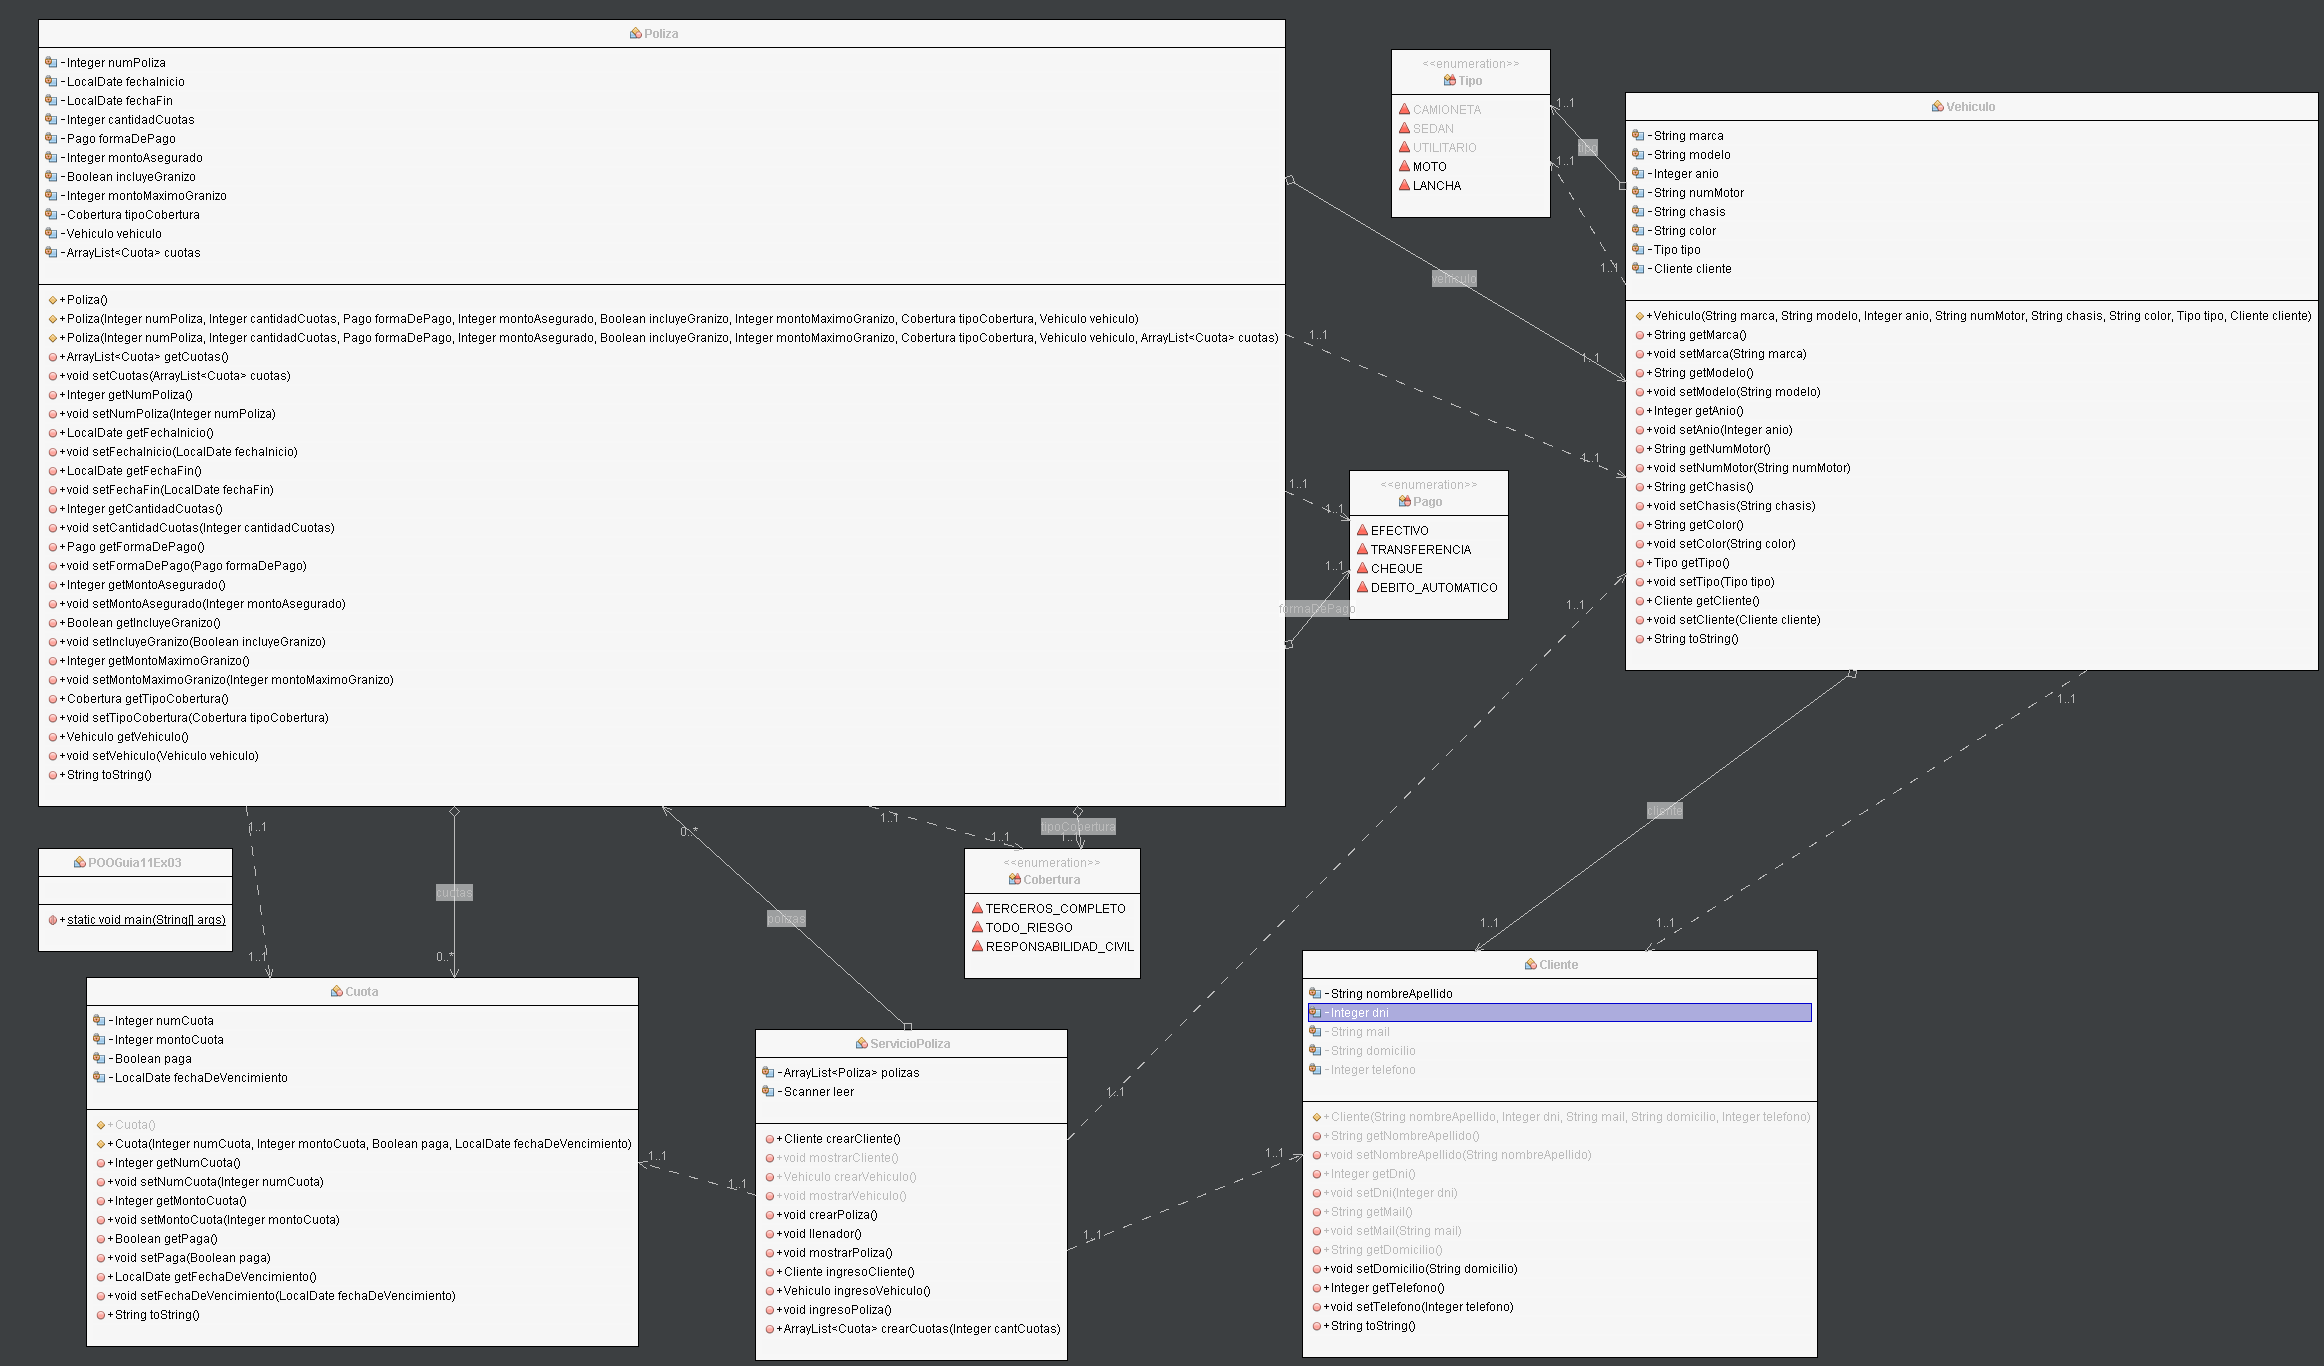 Poliza
-Integer numPoliza
-LocalDate fechaInicio
-LocalDate fechaFin
-Integer cantidadCuotas
-Pago formaDePago
-Integer montoAsegurado
-Boolean incluyeGranizo
-Integer montoMaximoGranizo
-Cobertura tipoCobertura
-Vehiculo vehiculo
-ArrayList<Cuota> cuotas
+Poliza()
+Poliza(Integer numPoliza, Integer cantidadCuotas, Pago formaDePago, Integer montoAsegurado, Boolean incluyeGranizo, Integer montoMaximoGranizo, Cobertura tipoCobertura, Vehiculo vehiculo)
+Poliza(Integer numPoliza, Integer cantidadCuotas, Pago formaDePago, Integer montoAsegurado, Boolean incluyeGranizo, Integer montoMaximoGranizo, Cobertura tipoCobertura, Vehiculo vehiculo, ArrayList<Cuota> cuotas)
+ArrayList<Cuota> getCuotas()
+void setCuotas(ArrayList<Cuota> cuotas)
+Integer getNumPoliza()
+void setNumPoliza(Integer numPoliza)
+LocalDate getFechaInicio()
+void setFechaInicio(LocalDate fechaInicio)
+LocalDate getFechaFin()
+void setFechaFin(LocalDate fechaFin)
+Integer getCantidadCuotas()
+void setCantidadCuotas(Integer cantidadCuotas)
+Pago getFormaDePago()
+void setFormaDePago(Pago formaDePago)
+Integer getMontoAsegurado()
+void setMontoAsegurado(Integer montoAsegurado)
+Boolean getIncluyeGranizo()
+void setIncluyeGranizo(Boolean incluyeGranizo)
+Integer getMontoMaximoGranizo()
+void setMontoMaximoGranizo(Integer montoMaximoGranizo)
+Cobertura getTipoCobertura()
+void setTipoCobertura(Cobertura tipoCobertura)
+Vehiculo getVehiculo()
+void setVehiculo(Vehiculo vehiculo)
+String toString()
<<enumeration>>
Tipo
CAMIONETA
SEDAN
UTILITARIO
MOTO
LANCHA
1..1
tipo
1..1
1..1
vehiculo
1..1
1..1
1..1
Vehiculo
-String marca
-String modelo
-Integer anio
-String numMotor
-String chasis
-String color
-Tipo tipo
-Cliente cliente
+Vehiculo(String marca, String modelo, Integer anio, String numMotor, String chasis, String color, Tipo tipo, Cliente cliente)
+String getMarca()
+void setMarca(String marca)
+String getModelo()
+void setModelo(String modelo)
+Integer getAnio()
+void setAnio(Integer anio)
+String getNumMotor()
+void setNumMotor(String numMotor)
+String getChasis()
+void setChasis(String chasis)
+String getColor()
+void setColor(String color)
+Tipo getTipo()
+void setTipo(Tipo tipo)
+Cliente getCliente()
+void setCliente(Cliente cliente)
+String toString()
1..1
1..1
<<enumeration>>
Pago
EFECTIVO
TRANSFERENCIA
CHEQUE
DEBITO_AUTOMATICO
1..1
formaDePago
1..1
1..1
cliente
1..1
1..1
1..1
cuotas
0..*
1..1
0..*
polizas
1..1
1..1
tipoCobertura
1..1
POOGuia11Ex03
+static void main(String[] args)
<<enumeration>>
Cobertura
TERCEROS_COMPLETO
TODO_RIESGO
RESPONSABILIDAD_CIVIL
Cuota
-Integer numCuota
-Integer montoCuota
-Boolean paga
-LocalDate fechaDeVencimiento
+Cuota()
+Cuota(Integer numCuota, Integer montoCuota, Boolean paga, LocalDate fechaDeVencimiento)
+Integer getNumCuota()
+void setNumCuota(Integer numCuota)
+Integer getMontoCuota()
+void setMontoCuota(Integer montoCuota)
+Boolean getPaga()
+void setPaga(Boolean paga)
+LocalDate getFechaDeVencimiento()
+void setFechaDeVencimiento(LocalDate fechaDeVencimiento)
+String toString()
1..1
1..1
ServicioPoliza
-ArrayList<Poliza> polizas
-Scanner leer
+Cliente crearCliente()
+void mostrarCliente()
+Vehiculo crearVehiculo()
+void mostrarVehiculo()
+void crearPoliza()
+void llenador()
+void mostrarPoliza()
+Cliente ingresoCliente()
+Vehiculo ingresoVehiculo()
+void ingresoPoliza()
+ArrayList<Cuota> crearCuotas(Integer cantCuotas)
1..1
1..1
1..1
Cliente
-String nombreApellido
-Integer dni
-String mail
-String domicilio
-Integer telefono
+Cliente(String nombreApellido, Integer dni, String mail, String domicilio, Integer telefono)
+String getNombreApellido()
+void setNombreApellido(String nombreApellido)
+Integer getDni()
+void setDni(Integer dni)
+String getMail()
+void setMail(String mail)
+String getDomicilio()
+void setDomicilio(String domicilio)
+Integer getTelefono()
+void setTelefono(Integer telefono)
+String toString()